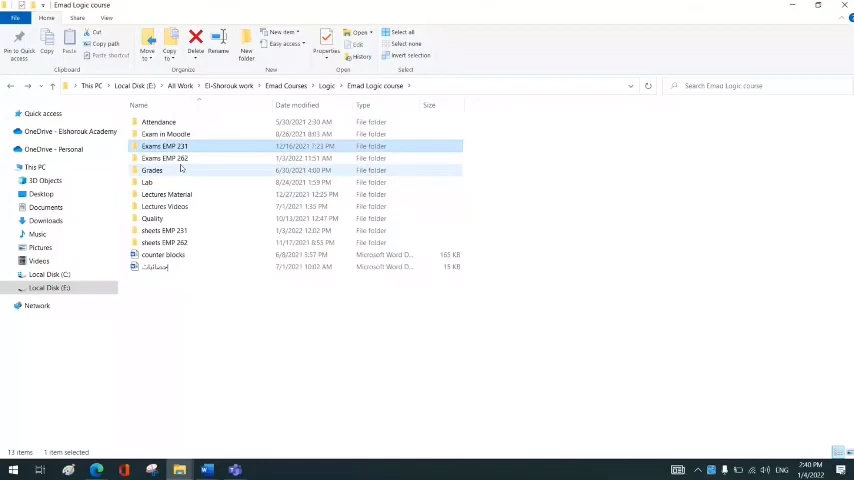 Emad Logic course
File
Home
Share
View
Pin to Quick access
Copy
Paste
Cut
Copy path
Paste shortcut
Clipboard
Move to
Copy to
Delete
Rename
Organize
New folder
New item
Easy access
New
Properties
Open
Edit
History
Open
Select all
Select none
Invert selection
Select
This PC > Local Disk (E:) > All Work > El-Shorouk work > Emad Courses > Logic > Emad Logic course >
Search Emad Logic course
Name Date modified Type Size
Attendance 5/30/2021 2:30 AM File folder
Exam in Moodle 8/26/2021 8:03 AM File folder
Exams EMP 231 12/16/2021 7:23 PM File folder
Exams EMP 262 1/3/2022 11:51 AM File folder
Grades 6/30/2021 4:00 PM File folder
Lab 8/24/2021 1:59 PM File folder
Lectures Material 12/27/2021 12:25 PM File folder
Lectures Videos 7/1/2021 1:35 PM File folder
Quality 10/13/2021 12:47 PM File folder
sheets EMP 231 1/3/2022 12:02 PM File folder
sheets EMP 262 11/17/2021 8:55 PM File folder
counter blocks 6/8/2021 3:57 PM Microsoft Word D... 165 KB
إحصائيات 7/1/2021 10:02 AM Microsoft Word D... 15 KB
Quick access
OneDrive - Elshorouk Academy
OneDrive - Personal
This PC
3D Objects
Desktop
Documents
Downloads
Music
Pictures
Videos
Local Disk (C:)
Local Disk (E:)
Network
13 items 1 item selected
ENG
2:40 PM
1/4/2022